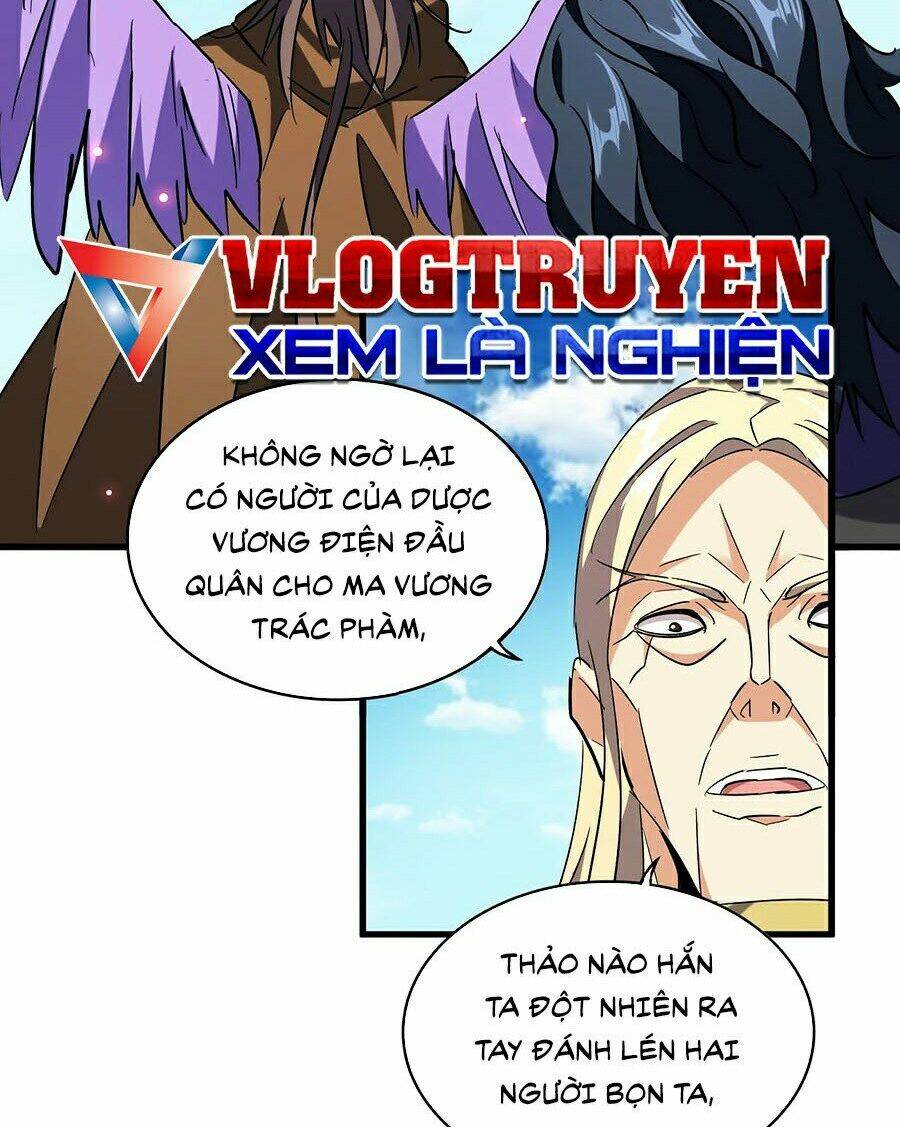 VLOGTRUYEN
XEM LÀ NGHIỆN
KHÔNG NGỜ LẠI
CÓ NGƯỜI CỦA DƯỢC
VƯƠNG ĐIỆN ĐẦU
QUÂN CHO MA VƯƠNG
TRÁC PHÀM,
THẢO NÀO HẮN
TA ĐỘT NHIÊN RA
TAY ĐÁNH LÉN HAI
NGƯỜI BỌN TA,